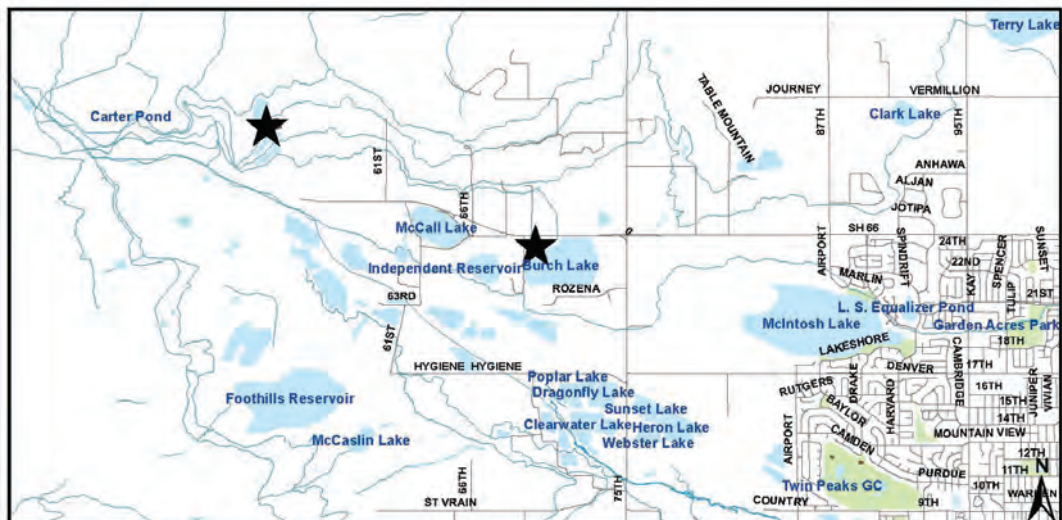 Terry Lake
JOURNEY
VERMILLION
TABLE MOUNTAIN
87TH
95TH
Clark Lake
Carter Pond
61ST
66TH
ANHAWA
ALJAN
JOTIPA
McCall Lake
SH 66
AIRPORT
SPINDRIFT
24TH
22ND
KAY
SPENCER
TULIP
SUNSET
Independent Reservoir
Burch Lake
MARLIN
21ST
63RD
ROZENA
L. S. Equalizer Pond
McIntosh Lake
Garden Acres Park
18TH
61ST
LAKESHORE
HYGIENE HYGIENE
DENVER
CAMBRIDGE
17TH
Poplar Lake
Dragonfly Lake
RUTGERS
DRAKE
HARVARD
16TH
15TH
JUNIPER
VIVIAN
Foothills Reservoir
Sunset Lake
BAYLOR
14TH
Clearwater Lake
Heron Lake
McCaslin Lake
Webster Lake
AIRPORT
CAMDEN
MOUNTAIN VIEW
12TH
N
66TH
75TH
PURDUE
11TH
Twin Peaks GC
10TH
WARREN
ST VRAIN
COUNTRY
9TH